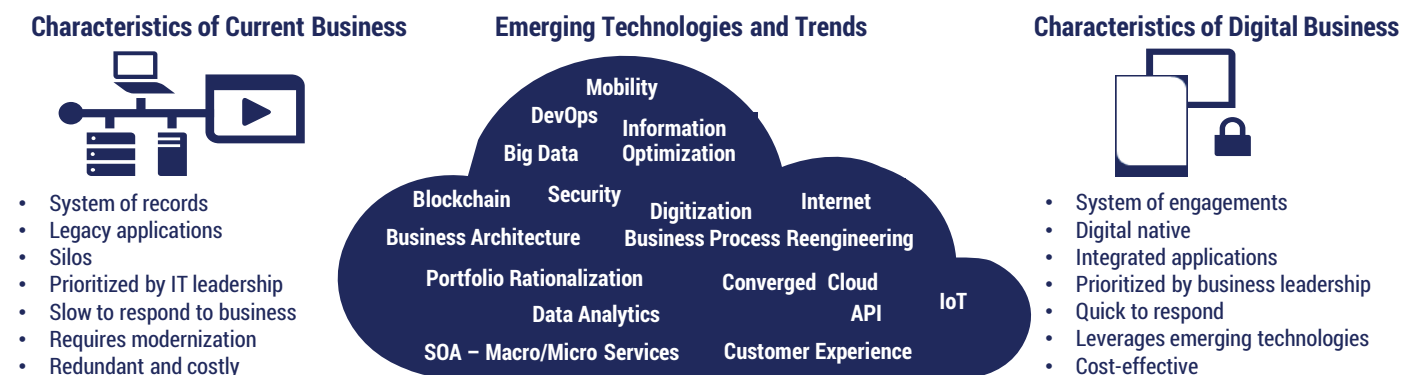 Characteristics of Current Business
• System of records
• Legacy applications
• Silos
• Prioritized by IT leadership
• Slow to respond to business
• Requires modernization
• Redundant and costly
Emerging Technologies and Trends
Mobility
DevOps
Information
Optimization
Big Data
Blockchain
Security
Digitization
Internet
Business Architecture
Business Process Reengineering
Portfolio Rationalization
Converged Cloud
IoT
Data Analytics
API
SOA – Macro/Micro Services
Customer Experience
Characteristics of Digital Business
• System of engagements
• Digital native
• Integrated applications
• Prioritized by business leadership
• Quick to respond
• Leverages emerging technologies
• Cost-effective